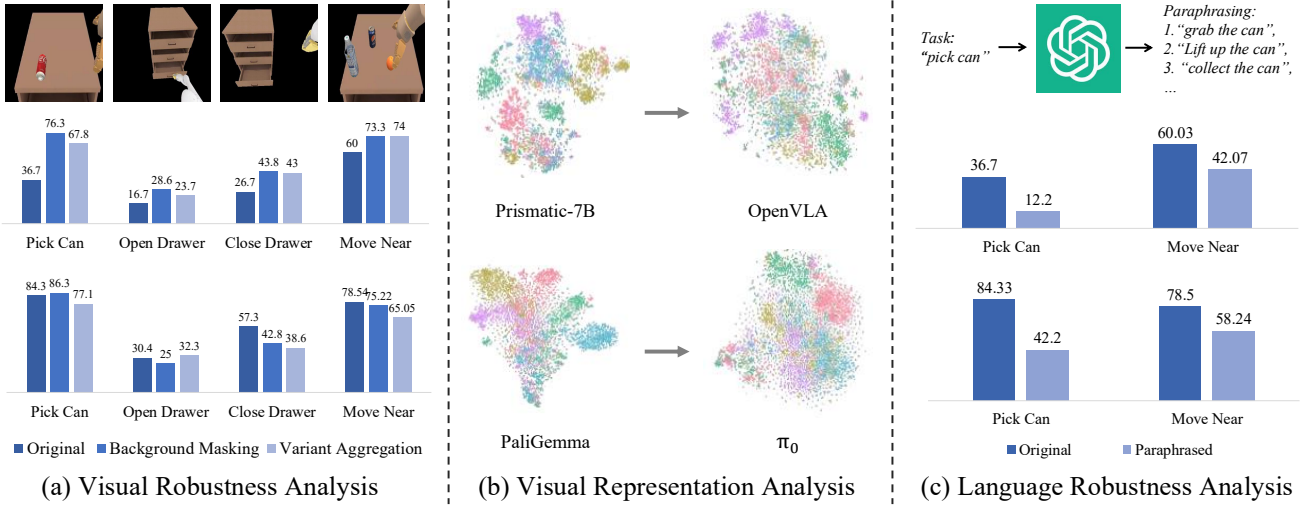 76.3
67.8
36.7
16.7
28.6
23.7
26.7
43.8
43
60
73.3
74
Pick Can
Open Drawer
Close Drawer
Move Near
84.3
86.3
77.1
30.4
25
32.3
57.3
42.8
38.6
78.54
75.22
65.05
Pick Can
Open Drawer
Close Drawer
Move Near
Original
Background Masking
Variant Aggregation
(a) Visual Robustness Analysis
Prismatic-7B
OpenVLA
PaliGemma
π0
(b) Visual Representation Analysis
Task:
“pick can”
Paraphrasing:
1.“grab the can”,
2. “Lift up the can”,
3. “collect the can”,
...
36.7
12.2
60.03
42.07
Pick Can
Move Near
84.33
42.2
78.5
58.24
Pick Can
Move Near
Original
Paraphrased
(c) Language Robustness Analysis